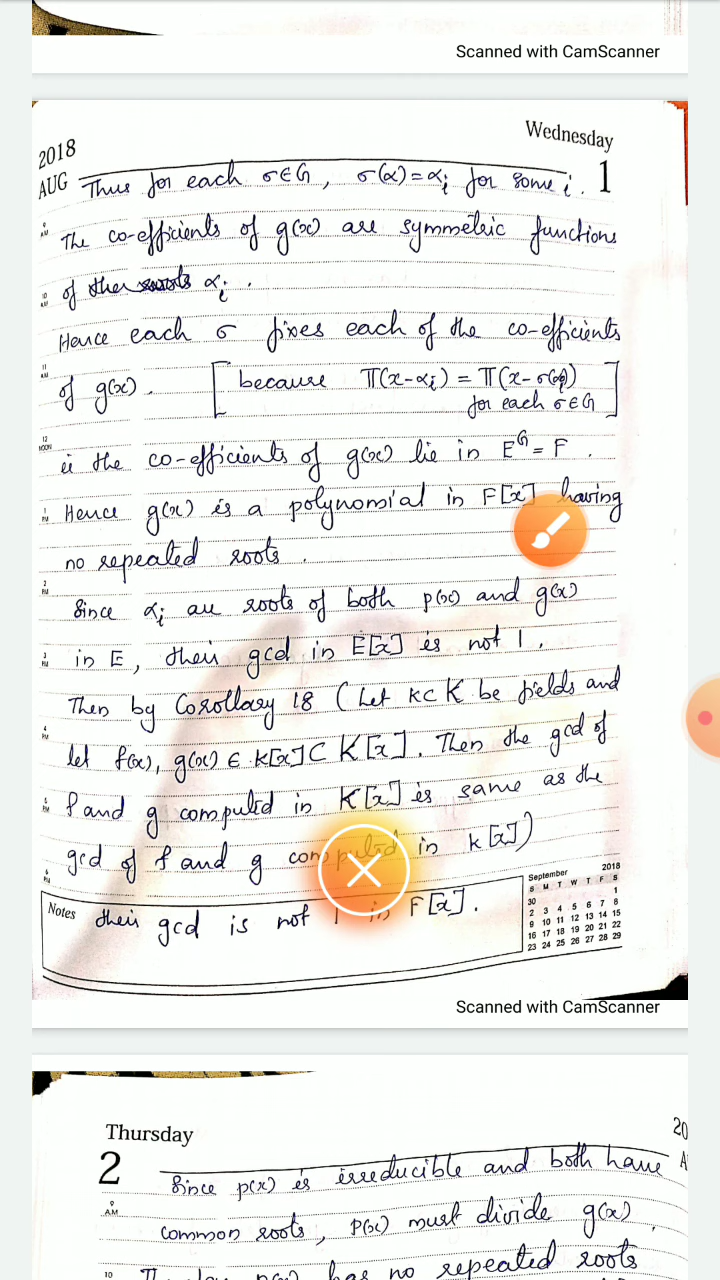 Scanned with CamScanner
2018
Wednesday
AUG
1
Thus for each σ∈G, σ(α)=αᵢ for some i.
The co-efficients of g(x) are symmetric functions
of the roots αᵢ.
Hence each σ fixes each of the co-efficients
of g(x). [because π(x-αᵢ) = π(x-σ(αᵢ))
for each σ∈G]
ie the co-efficients of g(x) lie in Eᴳ = F.
Hence g(x) is a polynomial in F[x] having
no repeated roots.
Since αᵢ are roots of both p(x) and g(x)
in E, their gcd in E[x] is not 1.
Then by Corollary 18 (Let k⊂K be fields and
let f(x), g(x) ∈ k[x]⊂K[x]. Then the gcd of
f and g computed in K[x] is same as the
gcd of f and g computed in k[x])
Notes
their gcd is not 1 in F[x].
September 2018
S M T W T F S
1
30
2 3 4 5 6 7 8
9 10 11 12 13 14 15
16 17 18 19 20 21 22
23 24 25 26 27 28 29
Scanned with CamScanner
Thursday
20
2
A
Since p(x) is irreducible and both have
9 AM
common roots, p(x) must divide g(x).
10
p(x) has no repeated roots